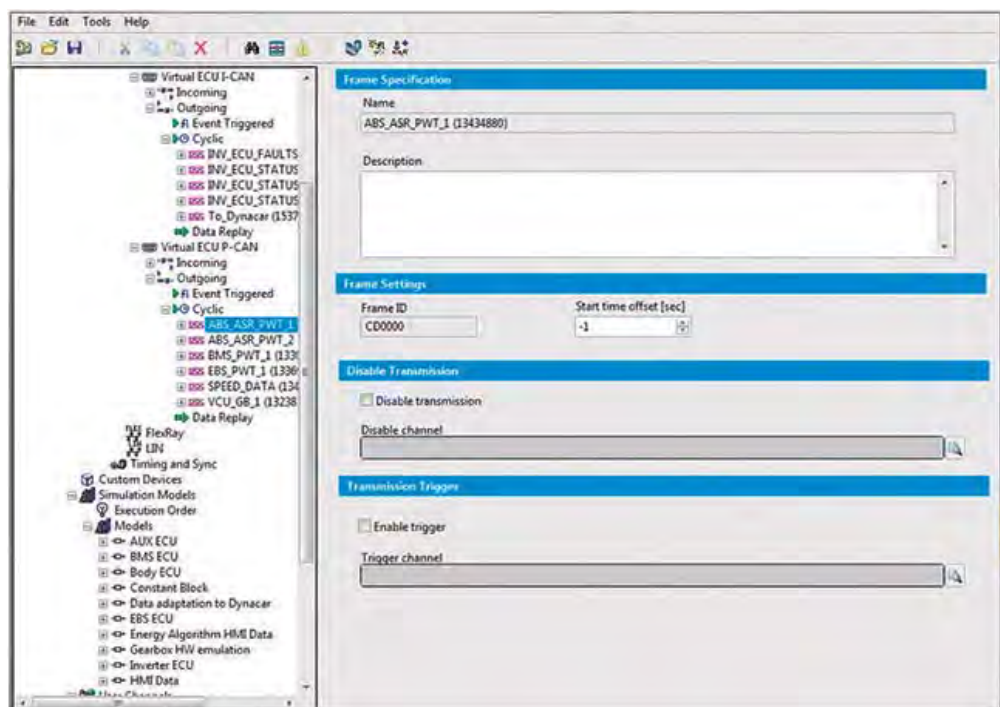 File Edit Tools Help
Virtual ECU I-CAN
Incoming
Outgoing
Event Triggered
Cyclic
INV_ECU_FAULTS
INV_ECU_STATUS
INV_ECU_STATUS
INV_ECU_STATUS
To_Dynacar (1537
Data Replay
Virtual ECU P-CAN
Incoming
Outgoing
Event Triggered
Cyclic
ABS_ASR_PWT_1
ABS_ASR_PWT_2
BMS_PWT_1 (1330
EBS_PWT_1 (1336
SPEED_DATA (134
VCU_GB_1 (13238
Data Replay
FlexRay
LIN
Timing and Sync
Custom Devices
Simulation Models
Execution Order
Models
AUX ECU
BMS ECU
Body ECU
Constant Block
Data adaptation to Dynacar
EBS ECU
Energy Algorithm HMI Data
Gearbox HW emulation
Inverter ECU
HMI Data
User Channels
Frame Specification
Name
ABS_ASR_PWT_1 (13434880)
Description
Frame Settings
Frame ID
Start time offset [sec]
CD0000
-1
Disable Transmission
Disable transmission
Disable channel
Transmission Trigger
Enable trigger
Trigger channel